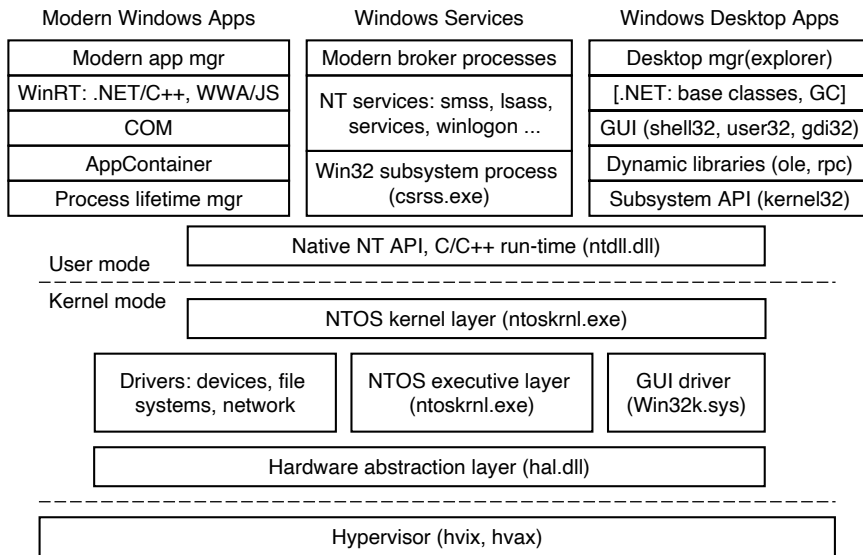 Modern Windows Apps
Windows Services
Windows Desktop Apps
Modern app mgr
Modern broker processes
Desktop mgr(explorer)
WinRT: .NET/C++, WWA/JS
NT services: smss, lsass,
services, winlogon ...
[.NET: base classes, GC]
COM
GUI (shell32, user32, gdi32)
AppContainer
Win32 subsystem process
(csrss.exe)
Dynamic libraries (ole, rpc)
Process lifetime mgr
Subsystem API (kernel32)
Native NT API, C/C++ run-time (ntdll.dll)
User mode
Kernel mode
NTOS kernel layer (ntoskrnl.exe)
Drivers: devices, file
systems, network
NTOS executive layer
(ntoskrnl.exe)
GUI driver
(Win32k.sys)
Hardware abstraction layer (hal.dll)
Hypervisor (hvix, hvax)